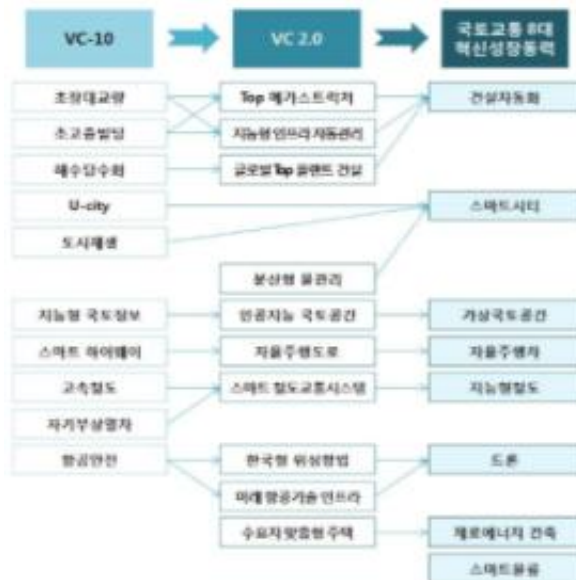 VC-10
VC 2.0
국토교통 8대
혁신성장동력
초장대교량
Top 메가스트럭처
건설자동화
초고층빌딩
지능형 인프라 자동관리
해수담수화
글로벌 Top 플랜트 건설
U-city
스마트시티
도시재생
분산형 물관리
지능형 국토정보
인공지능 국토공간
가상국토공간
스마트 하이웨이
자율주행도로
자율주행차
고속철도
스마트 철도교통시스템
지능형철도
자기부상열차
항공안전
한국형 위성항법
드론
미래 항공기술 인프라
수요자 맞춤형 주택
제로에너지 건축
스마트물류